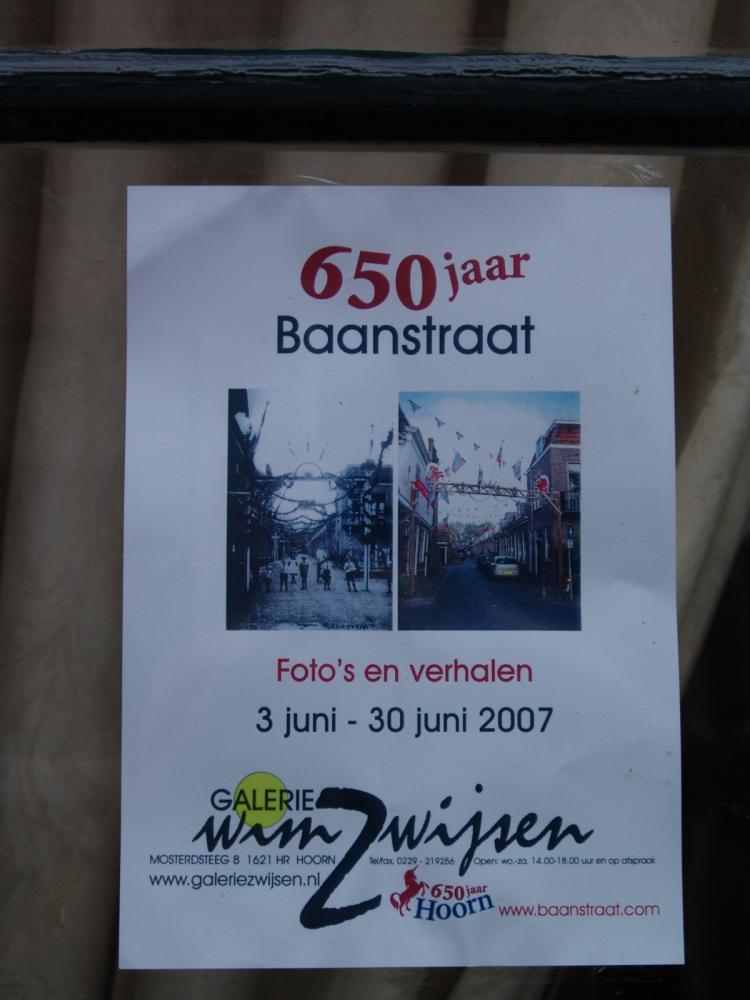 650 jaar
Baanstraat
BAANSTRAAT
Foto's en verhalen
3 juni - 30 juni 2007
GALERIE
wim Zwijsen
MOSTERDSTEEG 8 1621 HR HOORN Tel/fax. 0229 - 219256 Open: wo.-za. 14.00-18.00 uur en op afspraak
www.galeriezwijsen.nl
650 jaar
Hoorn
www.baanstraat.com